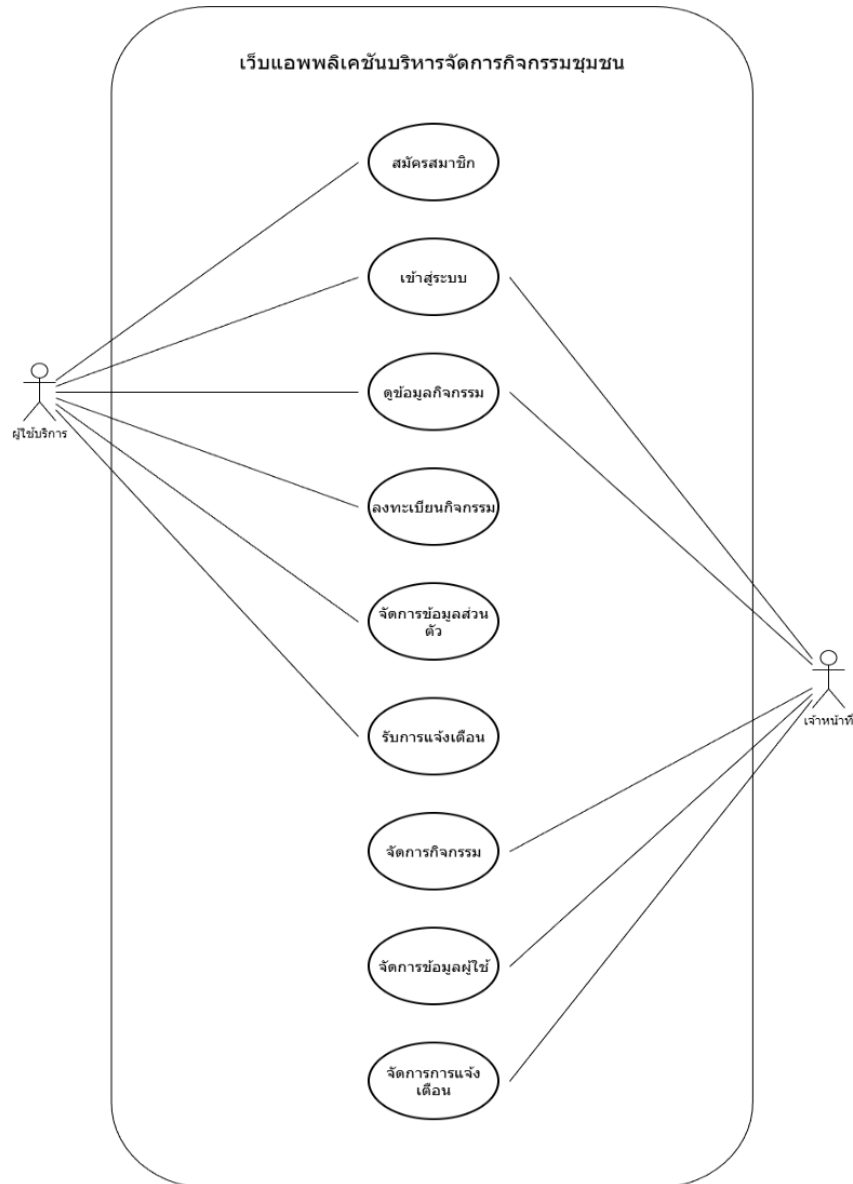 เว็บแอพพลิเคชันบริหารจัดการกิจกรรมชุมชน
สมัครสมาชิก
เข้าสู่ระบบ
ดูข้อมูลกิจกรรม
ผู้ใช้บริการ
ลงทะเบียนกิจกรรม
จัดการข้อมูลส่วน
ตัว
เจ้าหน้าที่
รับการแจ้งเตือน
จัดการกิจกรรม
จัดการข้อมูลผู้ใช้
จัดการการแจ้ง
เตือน